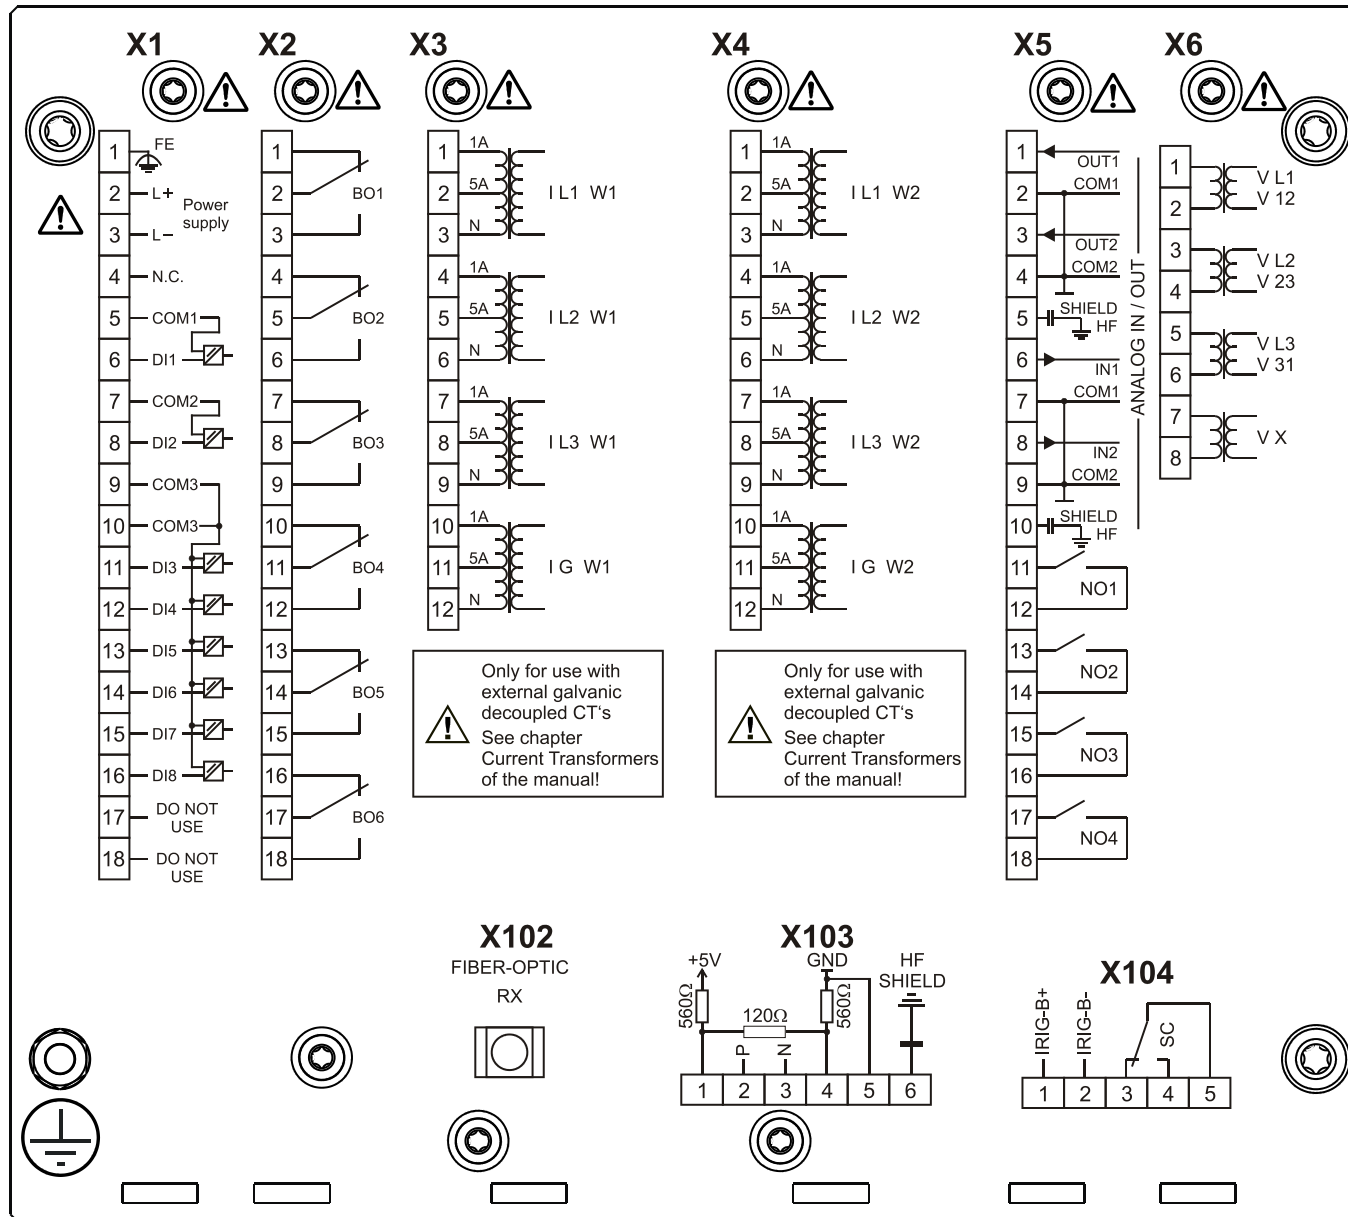 X1
X2
X3
X4
X5
X6
1 FE
2 L+
Power
supply
3 L–
4 N.C.
5 COM1
6 DI1
7 COM2
8 DI2
9 COM3
10 COM3
11 DI3
12 DI4
13 DI5
14 DI6
15 DI7
16 DI8
17 DO NOT
USE
18 DO NOT
USE
1
2 BO1
3
4
5 BO2
6
7
8 BO3
9
10
11 BO4
12
13
14 BO5
15
16
17 BO6
18
1 1A
2 5A I L1 W1
3 N
4 1A
5 5A I L2 W1
6 N
7 1A
8 5A I L3 W1
9 N
10 1A
11 5A I G W1
12 N
Only for use with
external galvanic
decoupled CT‘s
See chapter
Current Transformers
of the manual!
1 1A
2 5A I L1 W2
3 N
4 1A
5 5A I L2 W2
6 N
7 1A
8 5A I L3 W2
9 N
10 1A
11 5A I G W2
12 N
Only for use with
external galvanic
decoupled CT‘s
See chapter
Current Transformers
of the manual!
1 OUT1
2 COM1
3 OUT2
4 COM2
5 SHIELD
HF
6 IN1
7 COM1
8 IN2
9 COM2
10 SHIELD
HF
ANALOG IN / OUT
11
NO1
12
13
NO2
14
15
NO3
16
17
NO4
18
1 V L1
2 V 12
3 V L2
4 V 23
5 V L3
6 V 31
7
V X
8
X102
FIBER-OPTIC
RX
X103
+5V
GND
HF
SHIELD
560Ω
120Ω
560Ω
P
N
1 2 3 4 5 6
X104
IRIG-B+
IRIG-B-
SC
1 2 3 4 5